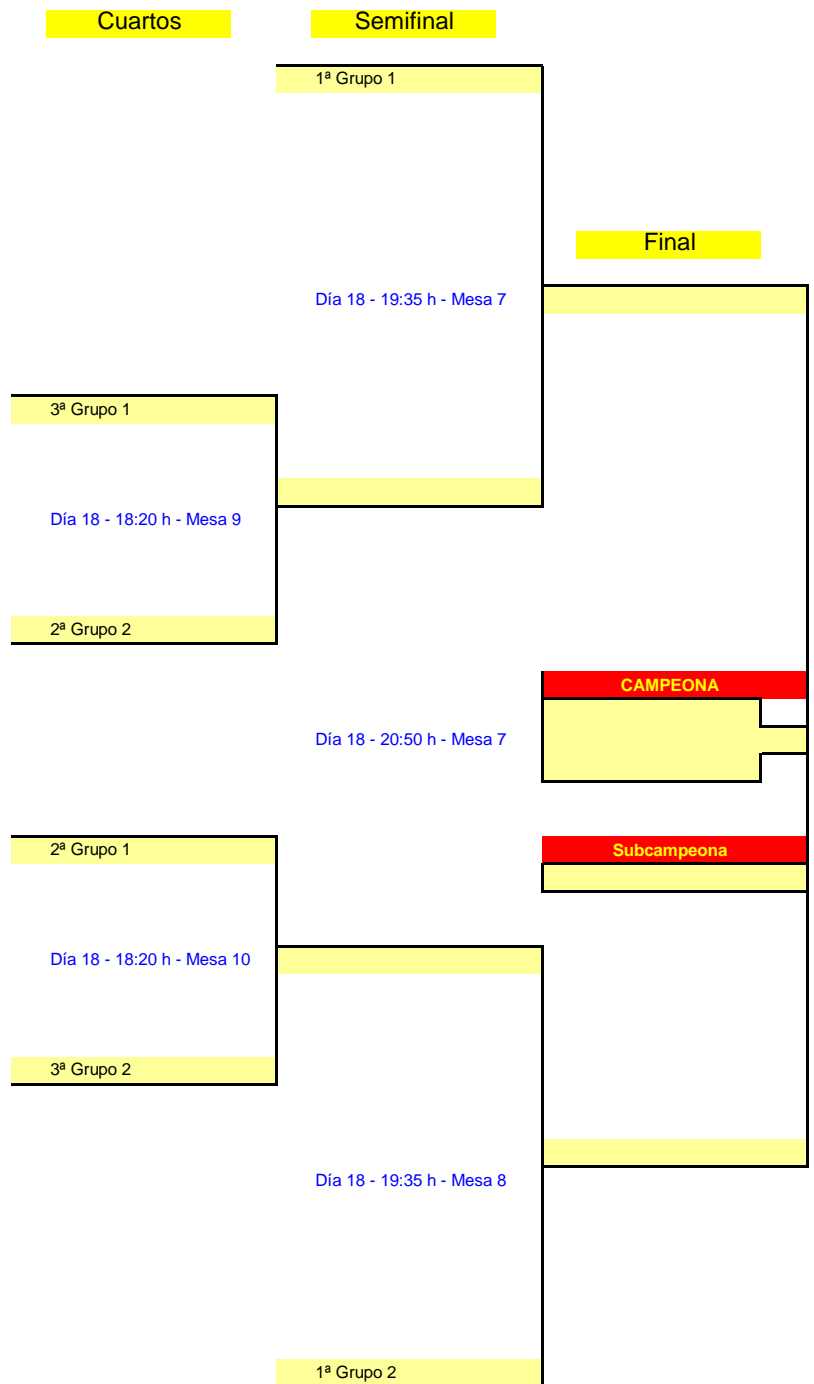 Cuartos
Semifinal
1ª Grupo 1
Final
Día 18 - 19:35 h - Mesa 7
3ª Grupo 1
Día 18 - 18:20 h - Mesa 9
2ª Grupo 2
CAMPEONA
Día 18 - 20:50 h - Mesa 7
2ª Grupo 1
Subcampeona
Día 18 - 18:20 h - Mesa 10
3ª Grupo 2
Día 18 - 19:35 h - Mesa 8
1ª Grupo 2